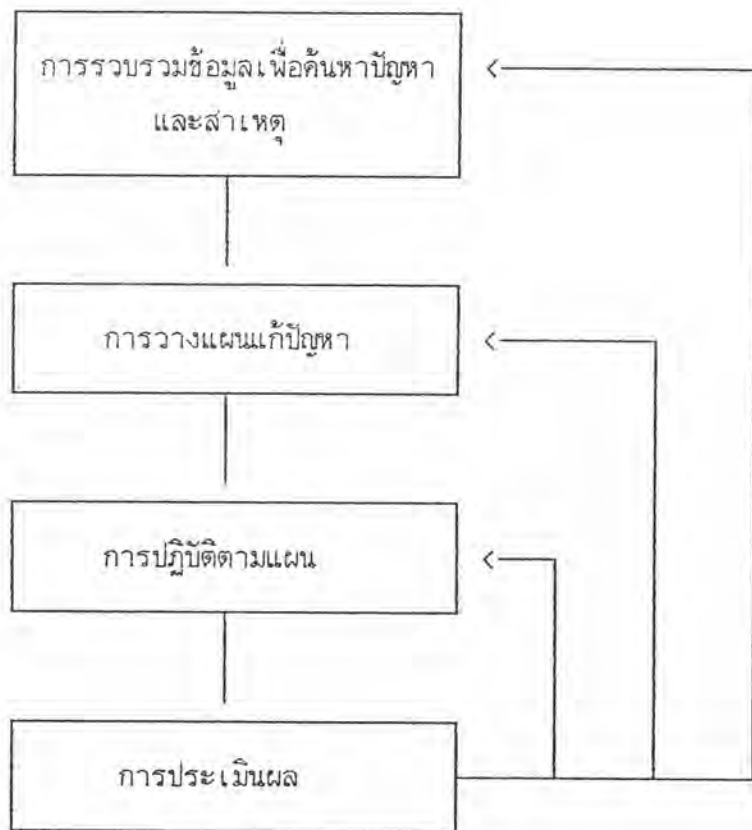 การรวบรวมข้อมูลเพื่อค้นหาปัญหา
และสาเหตุ
การวางแผนแก้ปัญหา
การปฏิบัติตามแผน
การประเมินผล